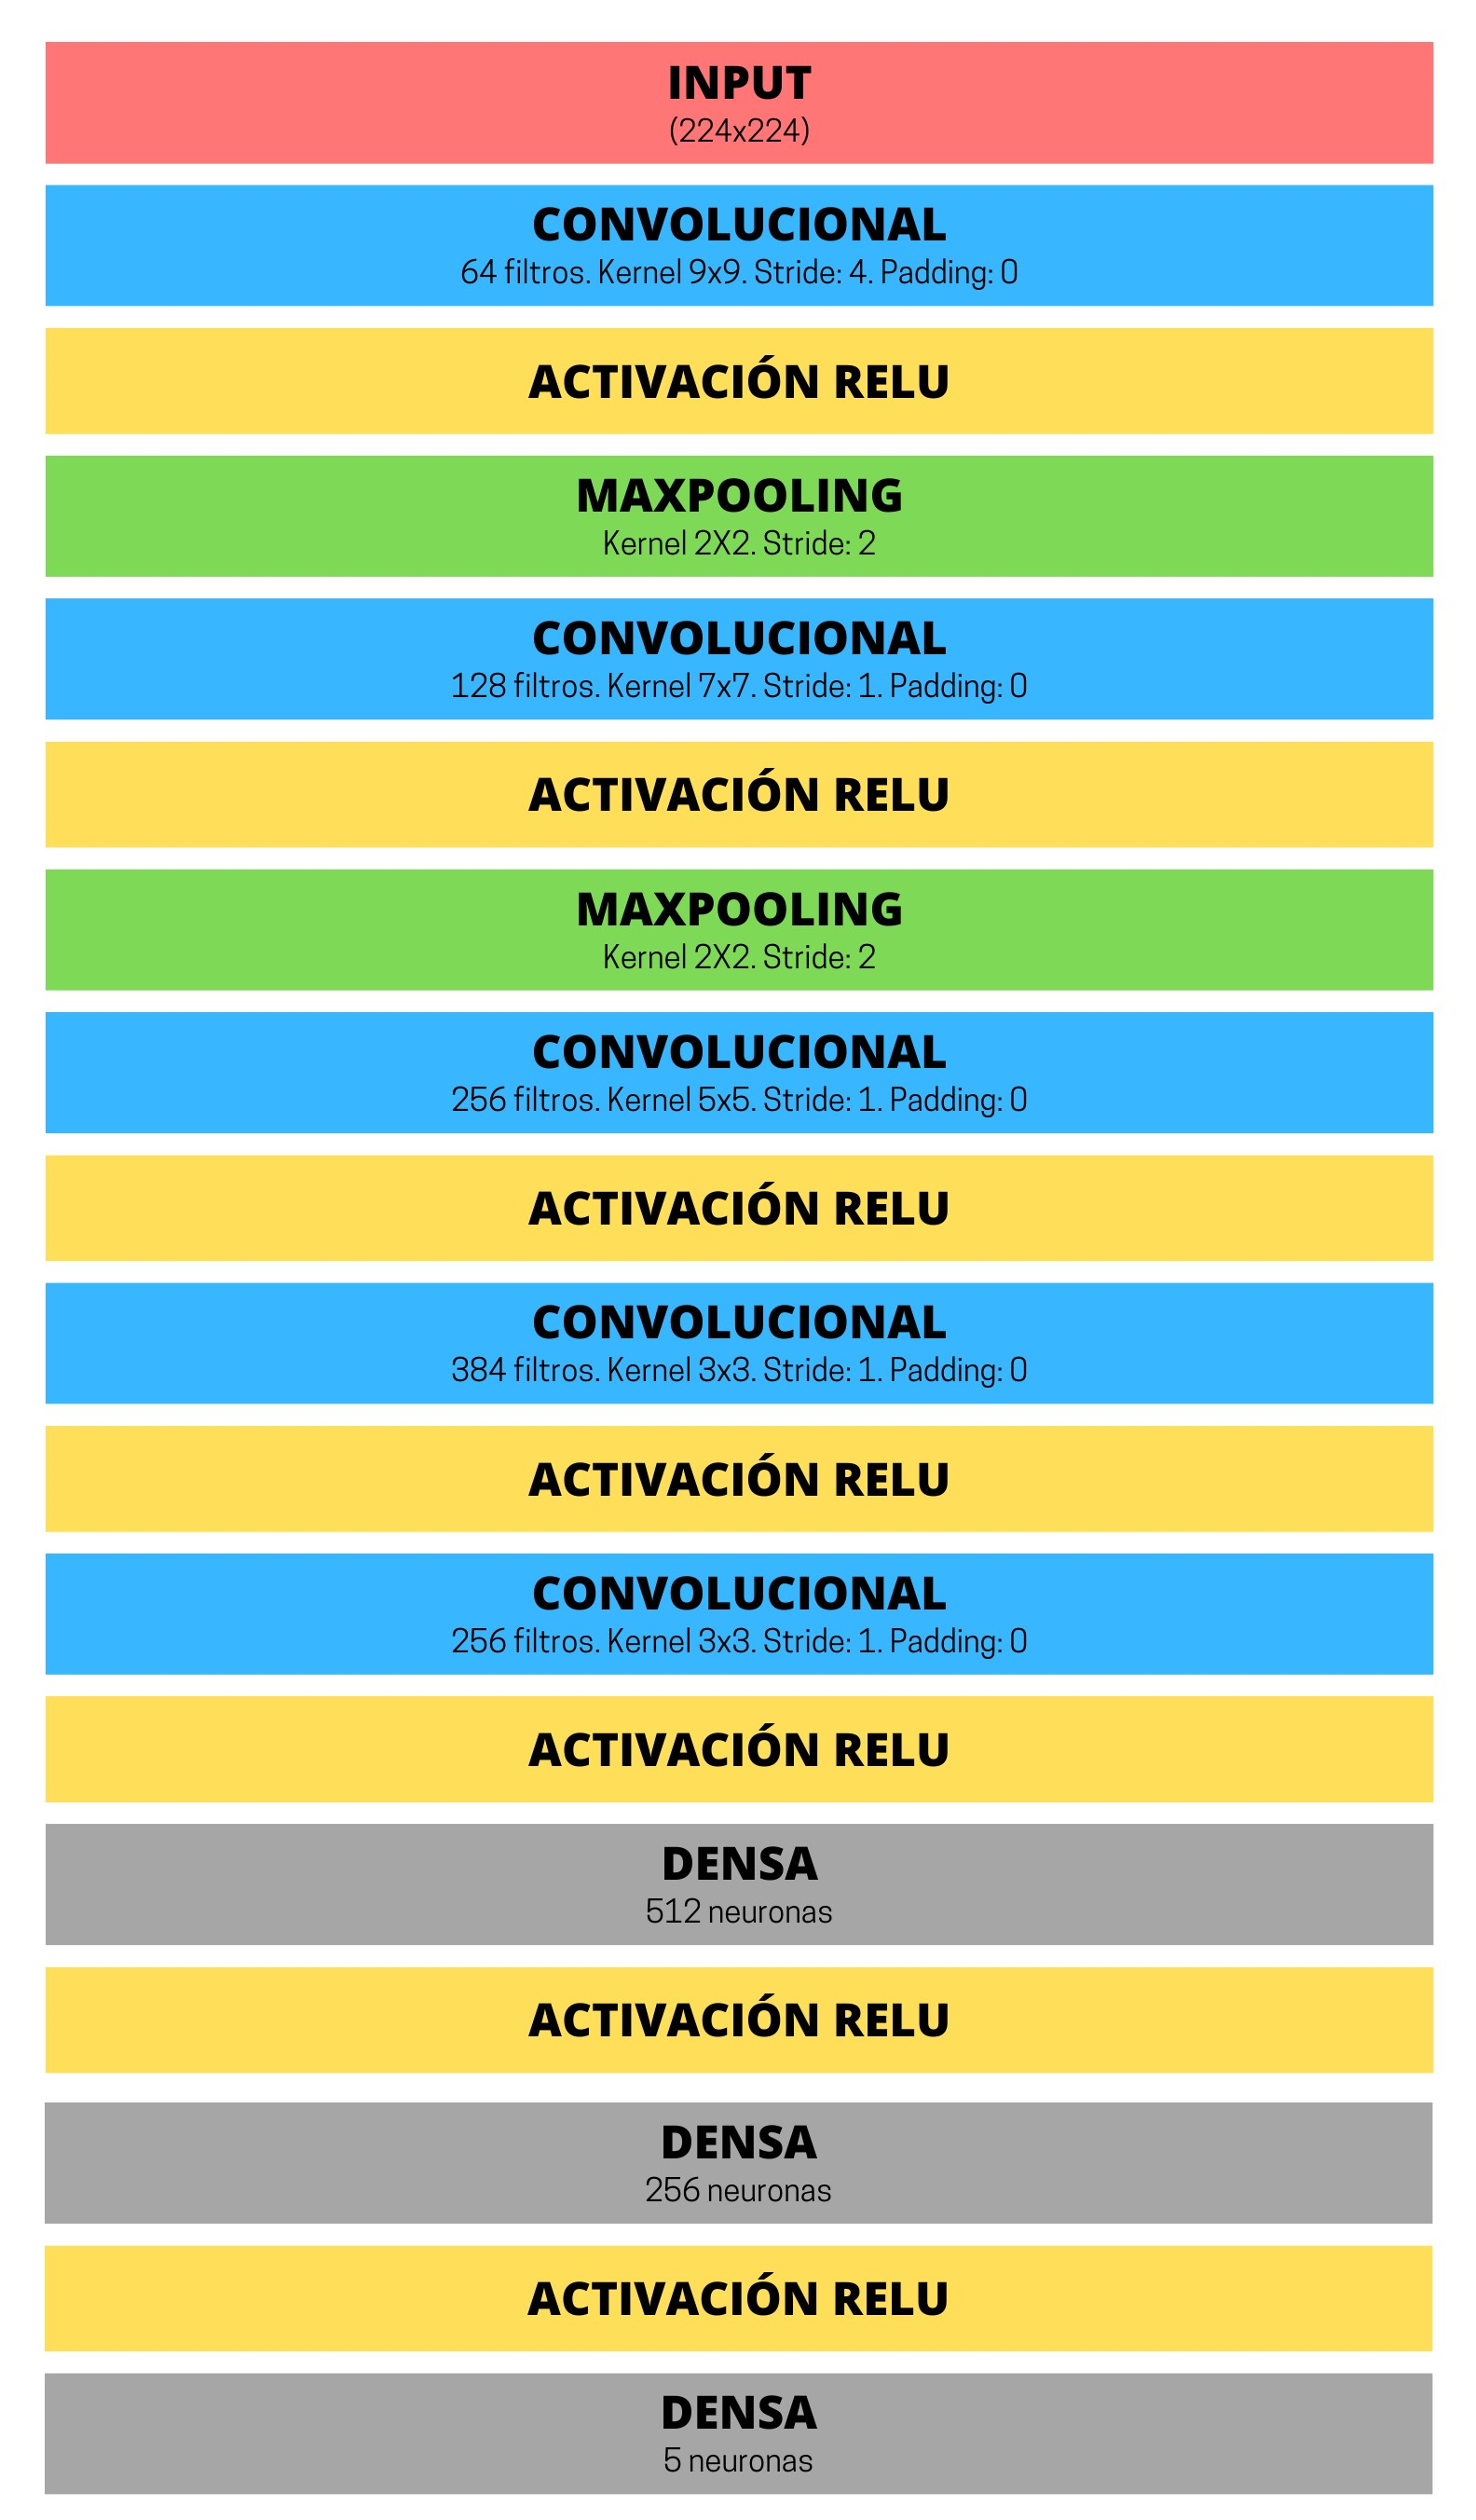 INPUT
(224x224)
CONVOLUCIONAL
64 filtros. Kernel 9x9. Stride: 4. Padding: 0
ACTIVACIÓN RELU
MAXPOOLING
Kernel 2X2. Stride: 2
CONVOLUCIONAL
128 filtros. Kernel 7x7. Stride: 1. Padding: 0
ACTIVACIÓN RELU
MAXPOOLING
Kernel 2X2. Stride: 2
CONVOLUCIONAL
256 filtros. Kernel 5x5. Stride: 1. Padding: 0
ACTIVACIÓN RELU
CONVOLUCIONAL
384 filtros. Kernel 3x3. Stride: 1. Padding: 0
ACTIVACIÓN RELU
CONVOLUCIONAL
256 filtros. Kernel 3x3. Stride: 1. Padding: 0
ACTIVACIÓN RELU
DENSA
512 neuronas
ACTIVACIÓN RELU
DENSA
256 neuronas
ACTIVACIÓN RELU
DENSA
5 neuronas